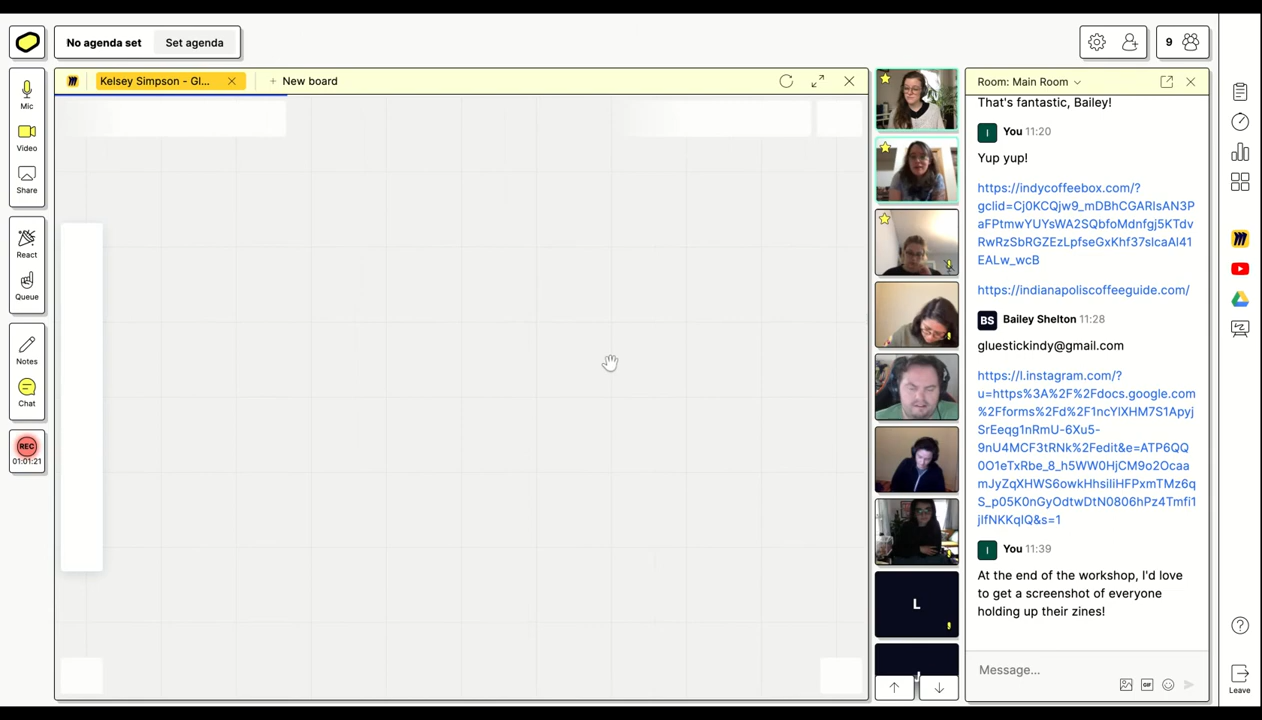 No agenda set
Set agenda
9
Mic
Video
Share
React
Queue
Notes
Chat
REC
01:01:21
Kelsey Simpson - Gl...
+ New board
L
Room: Main Room
That's fantastic, Bailey!
I
You 11:20
Yup yup!
https://indycoffeebox.com/?
gclid=Cj0KCQjw9_mDBhCGARIsAN3P
aFPtmwYUYsWA2SQbfoMdnfgj5KTdv
RwRzSbRGZEzLpfseGxKhf37slcaAl41
EALw_wcB
https://indianapoliscoffeeguide.com/
BS
Bailey Shelton 11:28
gluestickindy@gmail.com
https://l.instagram.com/?
u=https%3A%2F%2Fdocs.google.com
%2Fforms%2Fd%2F1ncYlXHM7S1Apyj
SrEeqg1nRmU-6Xu5-
9nU4MCF3tRNk%2Fedit&e=ATP6QQ
0O1eTxRbe_8_h5WW0HjCM9o2Ocaa
mJyZqXHWS6owkHhsiIiHFPxmTMz6q
S_p05K0nGyOdtwDtN0806hPz4Tmfi1
jlfNKKqIQ&s=1
I
You 11:39
At the end of the workshop, I'd love
to get a screenshot of everyone
holding up their zines!
Message...
GIF
Leave